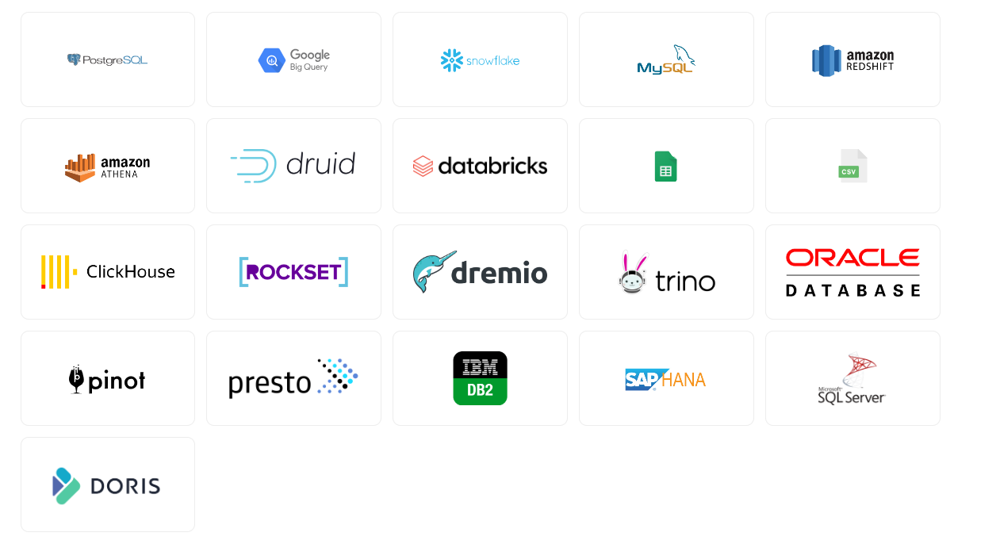 PostgreSQL
Google
Big Query
snowflake
MySQL
amazon
REDSHIFT
amazon
ATHENA
druid
databricks
CSV
ClickHouse
ROCKSET
dremio
trino
ORACLE
DATABASE
p
pinot
presto
IBM
DB2
SAP HANA
Microsoft
SQL Server
DORIS